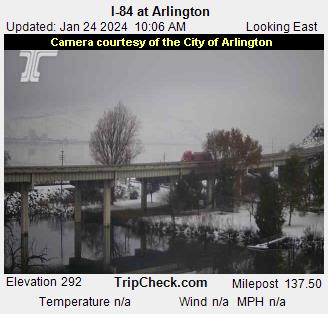 I-84 at Arlington
Updated: Jan 24 2024 10:06 AM Looking East
Camera courtesy of the City of Arlington
Elevation 292 TripCheck.com Milepost 137.50
Temperature n/a Wind n/a MPH n/a